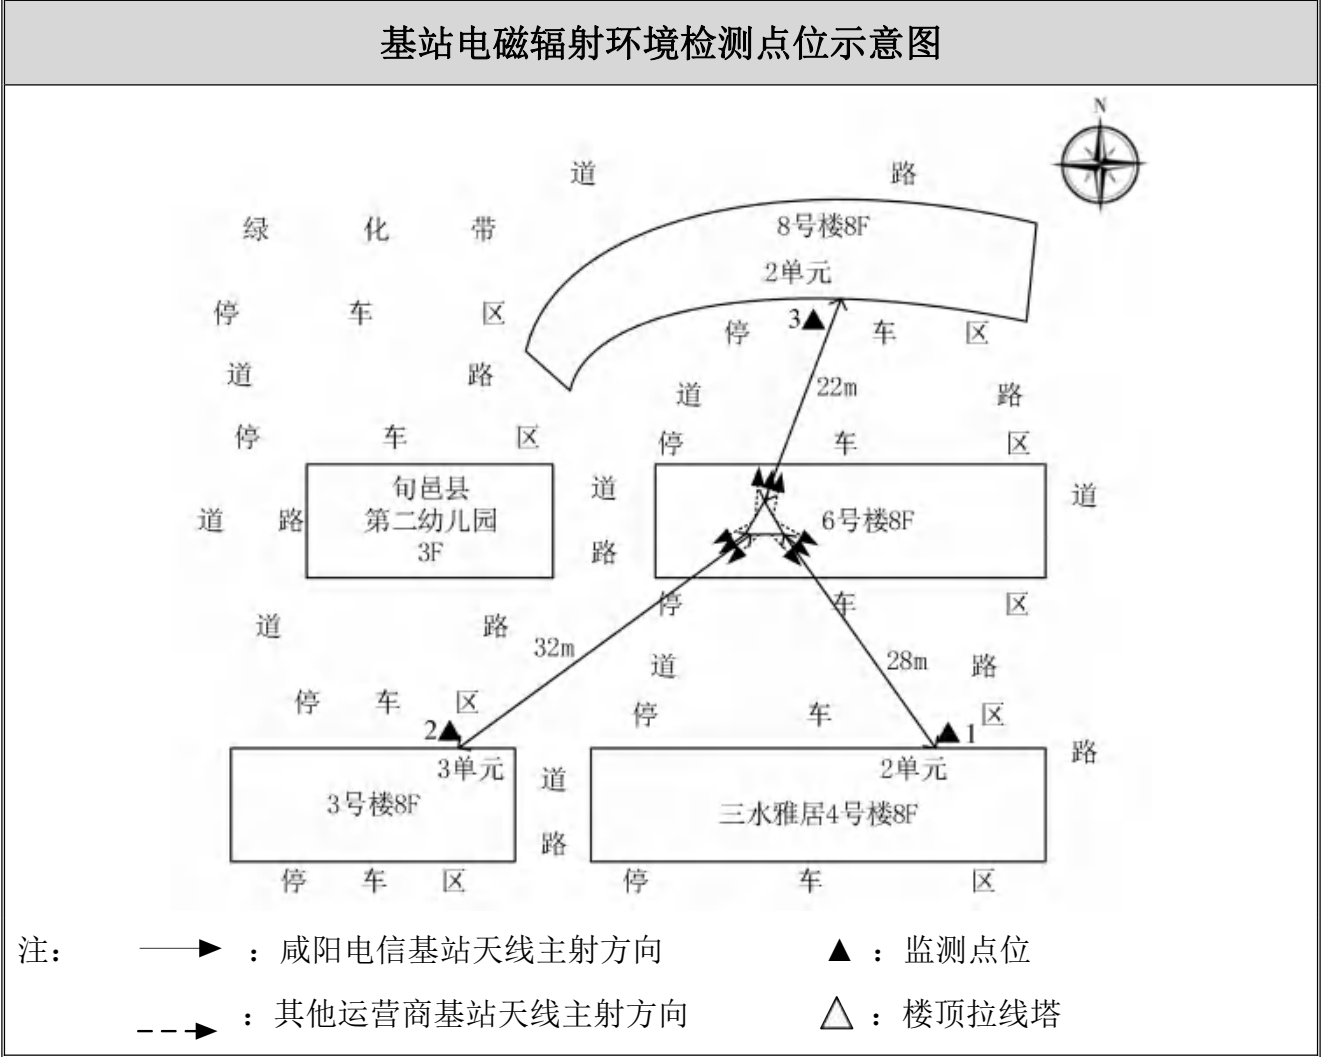 基站电磁辐射环境检测点位示意图
N
道 路
绿 化 带
8号楼8F
2单元
停 车 区
3
停 车 区
道 路
22m
道 路
停 车 区
停 车 区
旬邑县
第二幼儿园
3F
道 路
道
路
6号楼8F
道
路
停 车 区
道 路
32m
道 路
28m
停 车 区
停 车 区
2
1
3单元
3号楼8F
道
路
2单元
三水雅居4号楼8F
停 车 区
停 车 区
注：
：咸阳电信基站天线主射方向
：监测点位
：其他运营商基站天线主射方向
：楼顶拉线塔